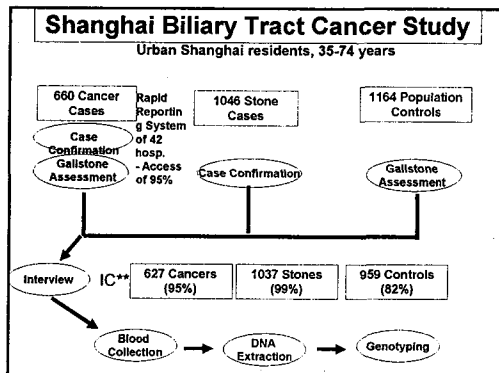 Shanghai Biliary Tract Cancer Study
Urban Shanghai residents, 35-74 years
660 Cancer
Cases
Case
Confirmation
Gallstone
Assessment
Rapid
Reportin
g System
of 42
hosp.
- Access
of 95%
1046 Stone
Cases
Case Confirmation
1164 Population
Controls
Gallstone
Assessment
Interview
IC**
627 Cancers
(95%)
1037 Stones
(99%)
959 Controls
(82%)
Blood
Collection
DNA
Extraction
Genotyping